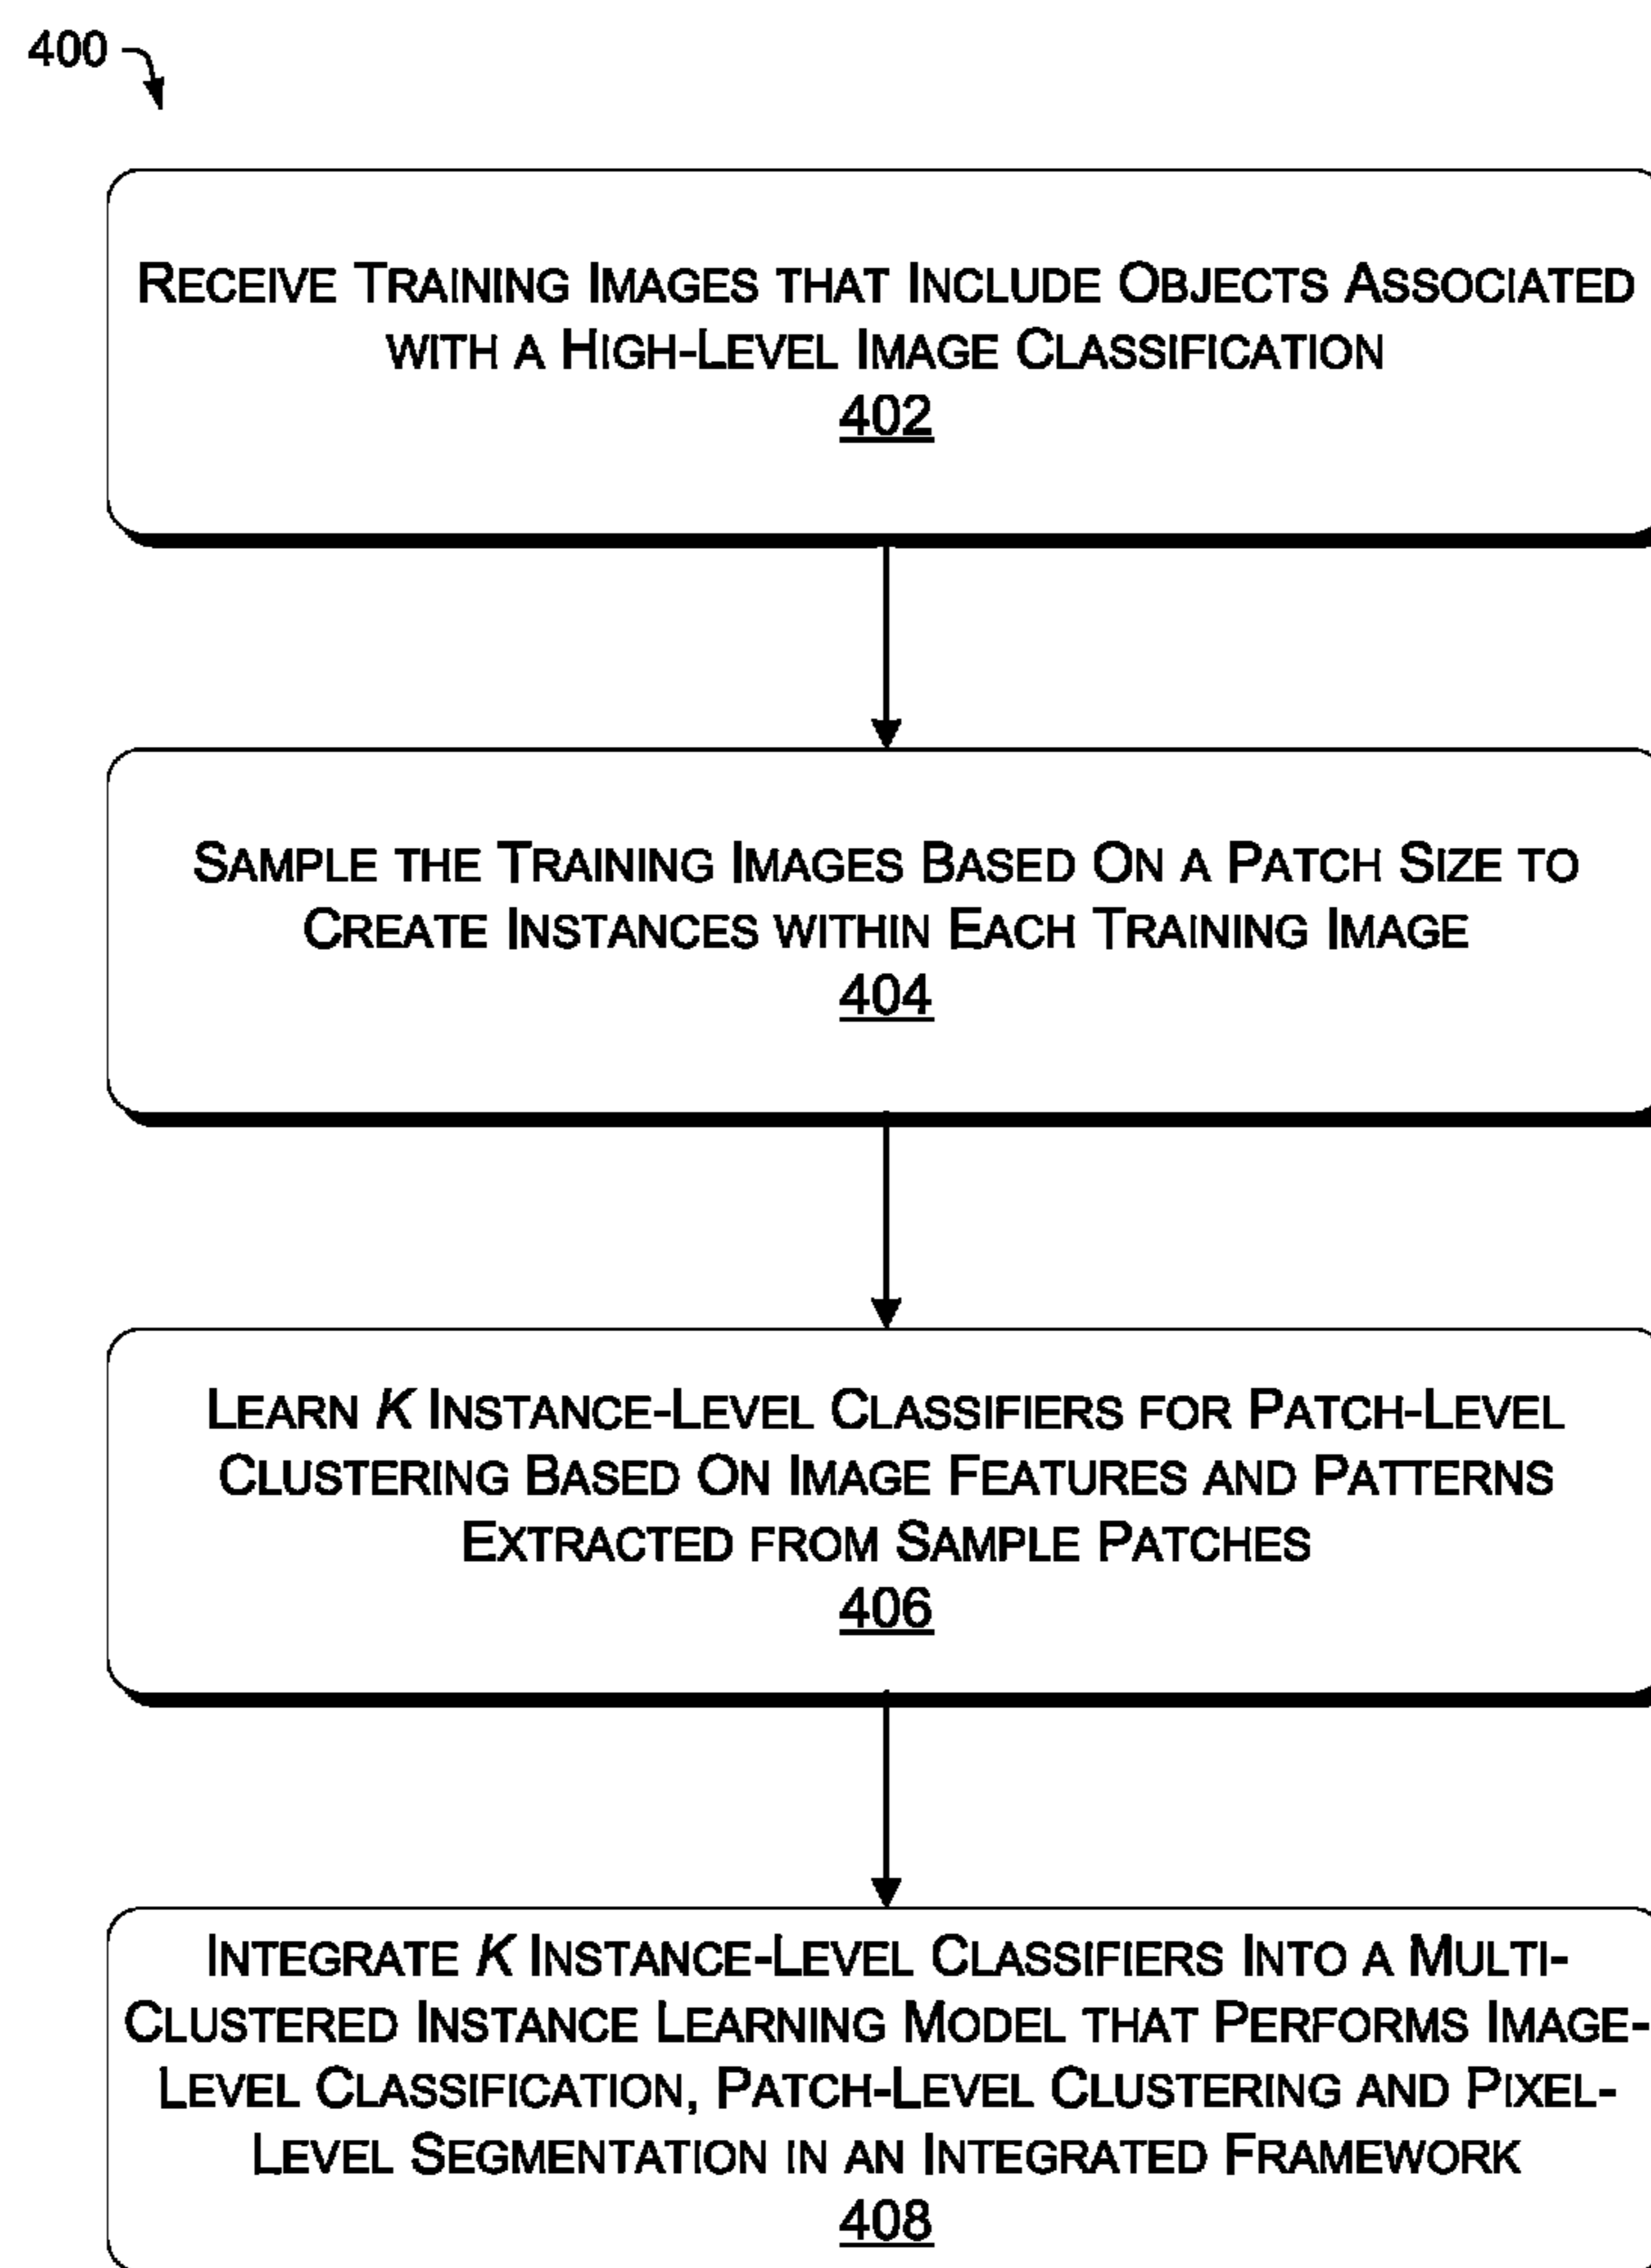 400
RECEIVE TRAINING IMAGES THAT INCLUDE OBJECTS ASSOCIATED
WITH A HIGH-LEVEL IMAGE CLASSIFICATION
402
SAMPLE THE TRAINING IMAGES BASED ON A PATCH SIZE TO
CREATE INSTANCES WITHIN EACH TRAINING IMAGE
404
LEARN K INSTANCE-LEVEL CLASSIFIERS FOR PATCH-LEVEL
CLUSTERING BASED ON IMAGE FEATURES AND PATTERNS
EXTRACTED FROM SAMPLE PATCHES
406
INTEGRATE K INSTANCE-LEVEL CLASSIFIERS INTO A MULTI-
CLUSTERED INSTANCE LEARNING MODEL THAT PERFORMS IMAGE-
LEVEL CLASSIFICATION, PATCH-LEVEL CLUSTERING AND PIXEL-
LEVEL SEGMENTATION IN AN INTEGRATED FRAMEWORK
408